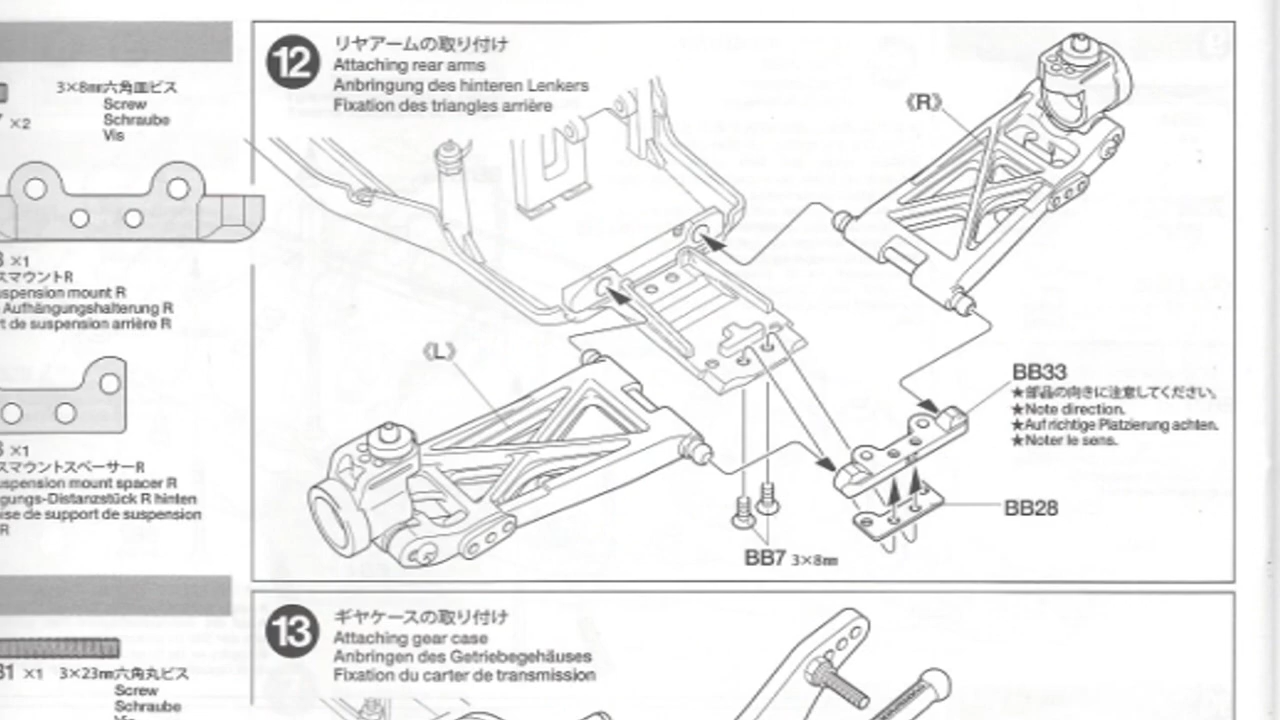 3×8㎜六角皿ビス
Screw
Schraube
Vis
×2
×1
スマウントR
spension mount R
Aufhängungshalterung R
rt de suspension arrière R
×1
スマウントスペーサーR
spension mount spacer R
gungs-Distanzstück R hinten
ise de support de suspension
R
31 ×1 3×23㎜六角丸ビス
Screw
Schraube
Vis
12
リヤアームの取り付け
Attaching rear arms
Anbringung des hinteren Lenkers
Fixation des triangles arrière
《R》
《L》
BB33
★部品の向きに注意してください。
★Note direction.
★Auf richtige Platzierung achten.
★Noter le sens.
BB28
BB7 3×8㎜
13
ギヤケースの取り付け
Attaching gear case
Anbringen des Getriebegehäuses
Fixation du carter de transmission